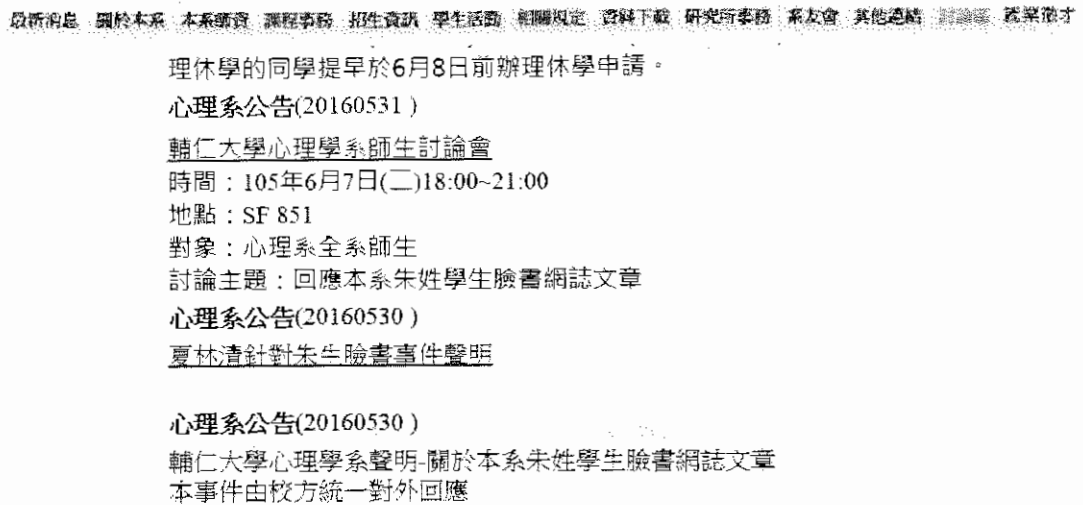 最新消息 關於本系 本系師資 課程事務 招生資訊 學生活動 相關規定 資料下載 研究所事務 系友會 其他連結 討論區 就業徵才
理休學的同學提早於6月8日前辦理休學申請。
心理系公告(20160531 )
輔仁大學心理學系師生討論會
時間：105年6月7日(二)18:00~21:00
地點：SF 851
對象：心理系全系師生
討論主題：回應本系朱姓學生臉書網誌文章
心理系公告(20160530 )
夏林清針對朱生臉書事件聲明
心理系公告(20160530 )
輔仁大學心理學系聲明-關於本系朱姓學生臉書網誌文章
本事件由校方統一對外回應